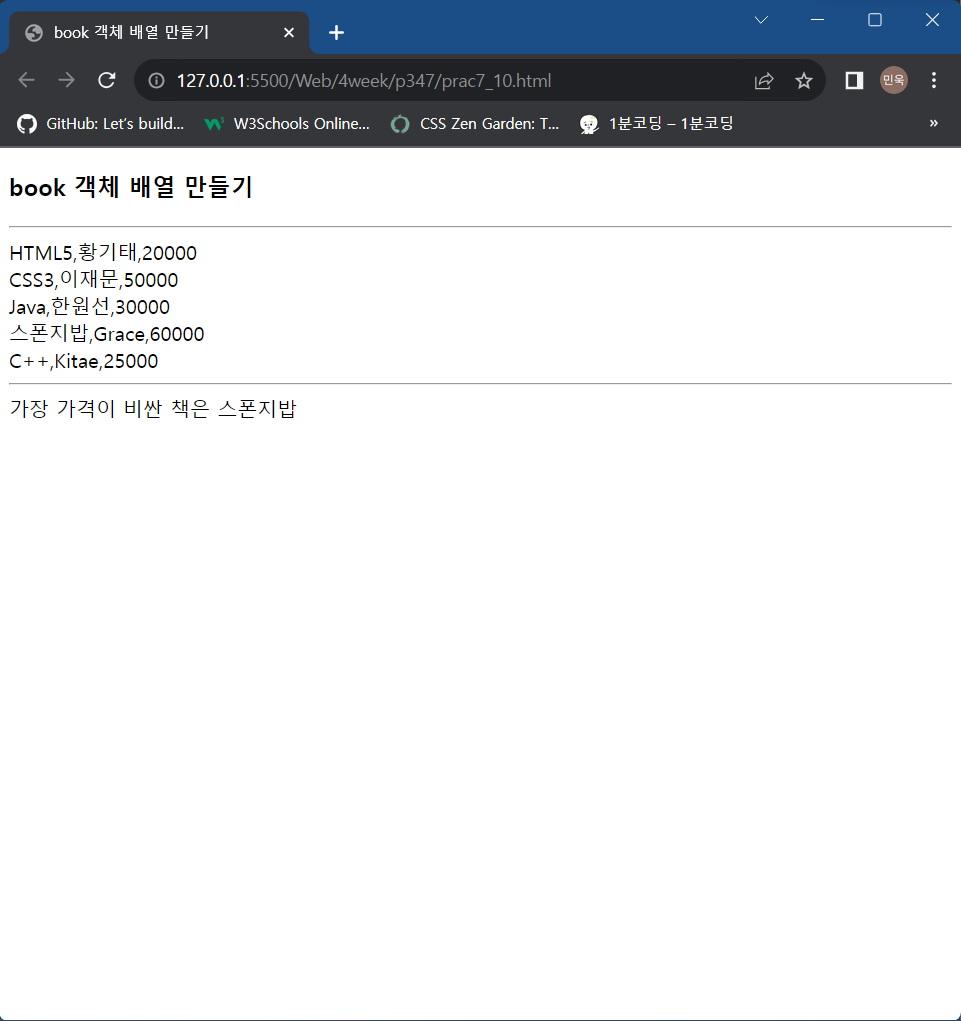 book 객체 배열 만들기
127.0.0.1:5500/Web/4week/p347/prac7_10.html
민욱
GitHub: Let's build...
W3Schools Online...
CSS Zen Garden: T...
1분코딩 – 1분코딩
»
book 객체 배열 만들기
HTML5,황기태,20000
CSS3,이재문,50000
Java,한원선,30000
스폰지밥,Grace,60000
C++,Kitae,25000
가장 가격이 비싼 책은 스폰지밥